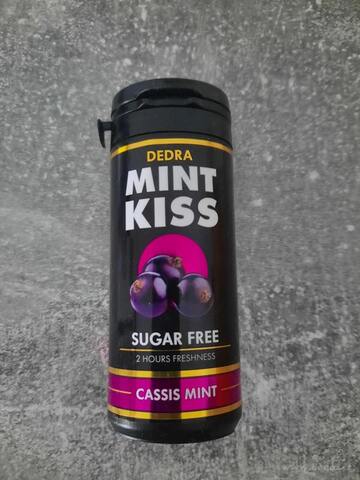 DEDRA
MINT
KISS
SUGAR FREE
2 HOURS FRESHNESS
CASSIS MINT